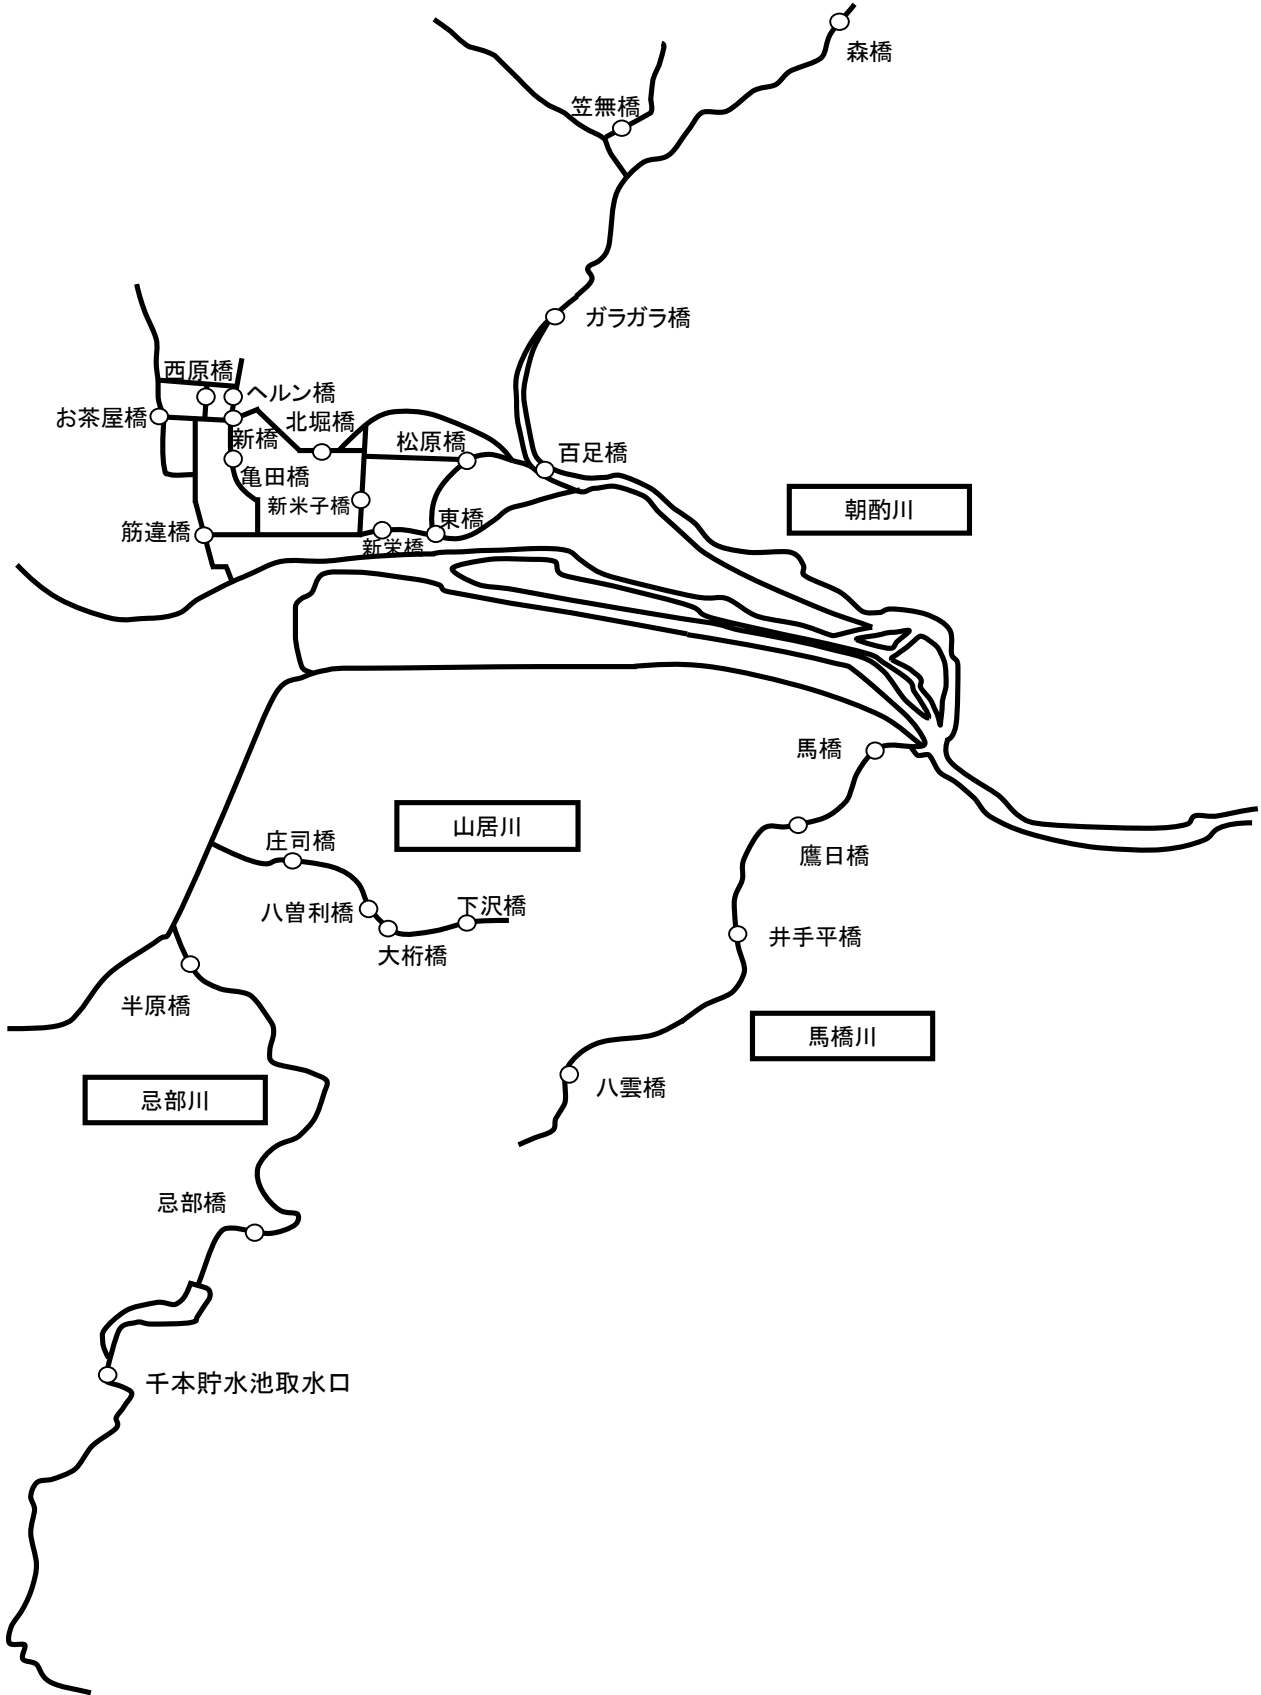 森橋
笠無橋
ガラガラ橋
西原橋
ヘルン橋
お茶屋橋
北堀橋
新橋
松原橋
百足橋
亀田橋
新米子橋
朝酌川
東橋
筋違橋
新栄橋
馬橋
山居川
庄司橋
鷹日橋
八曽利橋
下沢橋
井手平橋
大桁橋
半原橋
馬橋川
八雲橋
忌部川
忌部橋
千本貯水池取水口